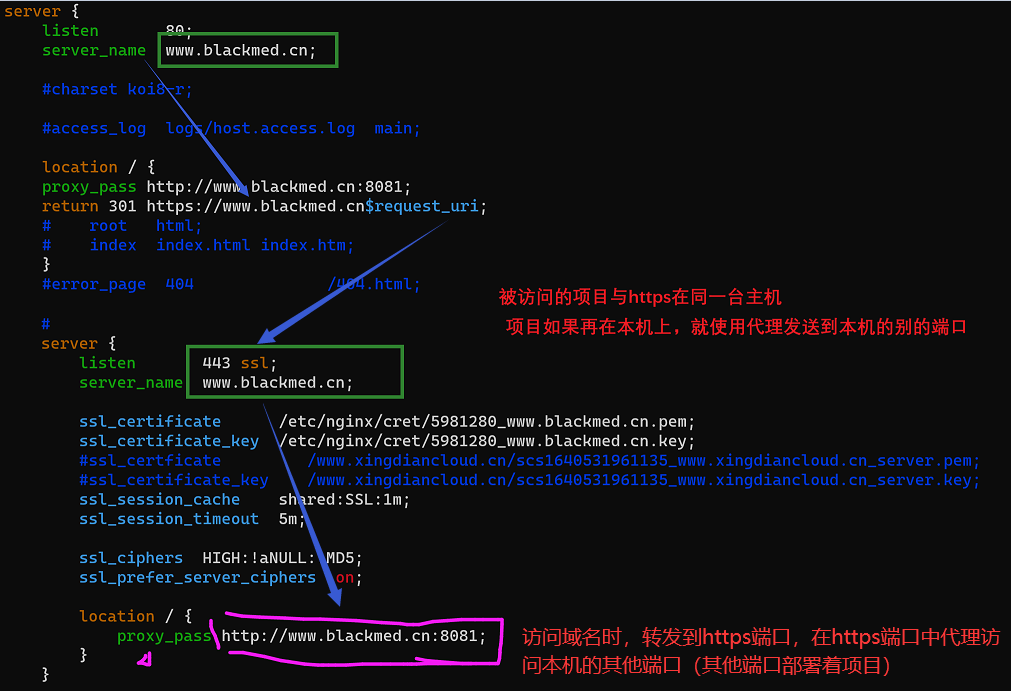 server {
listen 80;
server_name www.blackmed.cn;
#charset koi8-r;
#access_log logs/host.access.log main;
location / {
proxy_pass http://www.blackmed.cn:8081;
return 301 https://www.blackmed.cn$request_uri;
# root html;
# index index.html index.htm;
}
#error_page 404 /404.html;
被访问的项目与https在同一台主机
项目如果再在本机上，就使用代理发送到本机的别的端口
#
server {
listen 443 ssl;
server_name www.blackmed.cn;
ssl_certificate /etc/nginx/cret/5981280_www.blackmed.cn.pem;
ssl_certificate_key /etc/nginx/cret/5981280_www.blackmed.cn.key;
#ssl_certfcate /www.xingdiancloud.cn/scs1640531961135_www.xingdiancloud.cn_server.pem;
#ssl_certificate_key /www.xingdiancloud.cn/scs1640531961135_www.xingdiancloud.cn_server.key;
ssl_session_cache shared:SSL:1m;
ssl_session_timeout 5m;
ssl_ciphers HIGH:!aNULL: MD5;
ssl_prefer_server_ciphers on;
location / {
proxy_pass http://www.blackmed.cn:8081;
}
}
访问域名时，转发到https端口，在https端口中代理访
问本机的其他端口（其他端口部署着项目）